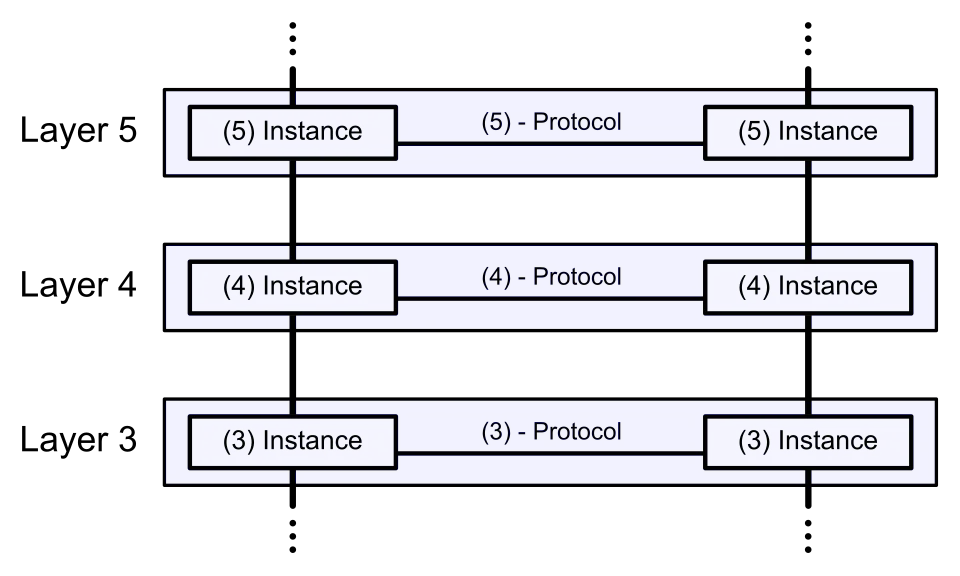 Layer 5
(5) Instance
(5) - Protocol
(5) Instance
Layer 4
(4) Instance
(4) - Protocol
(4) Instance
Layer 3
(3) Instance
(3) - Protocol
(3) Instance